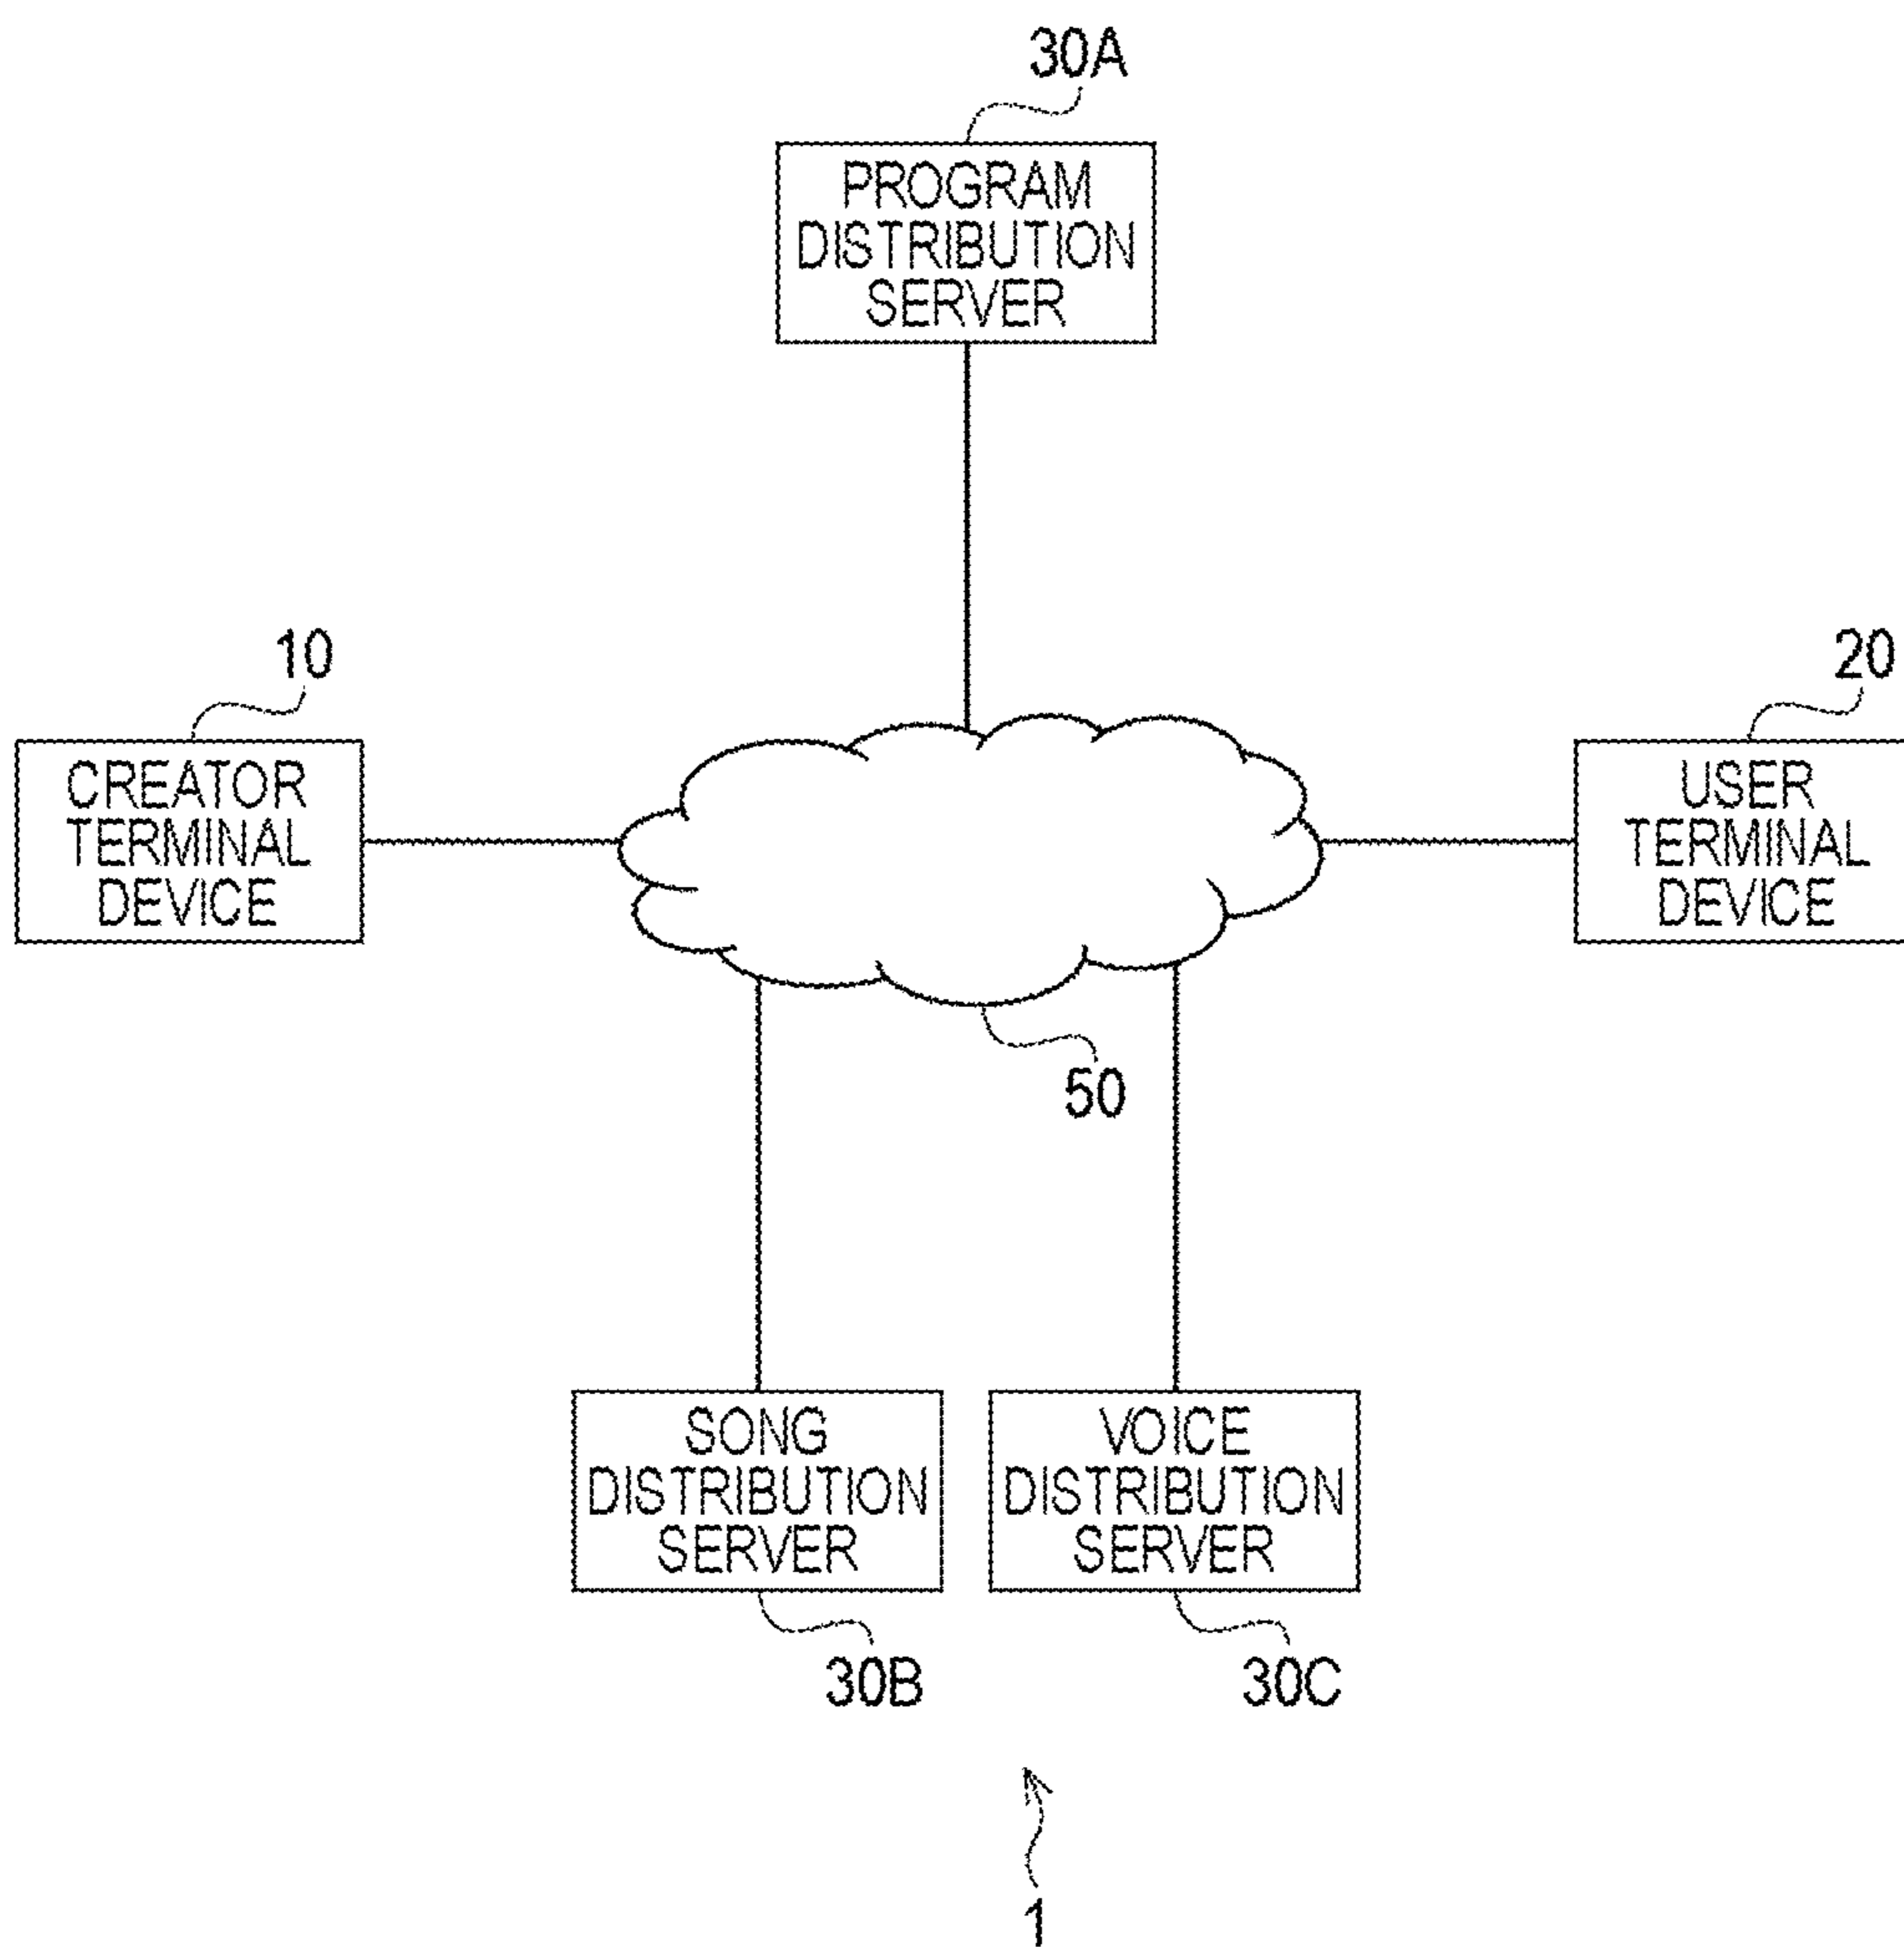 30A
PROGRAM
DISTRIBUTION
SERVER
10
CREATOR
TERMINAL
DEVICE
20
USER
TERMINAL
DEVICE
50
SONG
DISTRIBUTION
SERVER
30B
VOICE
DISTRIBUTION
SERVER
30C
1